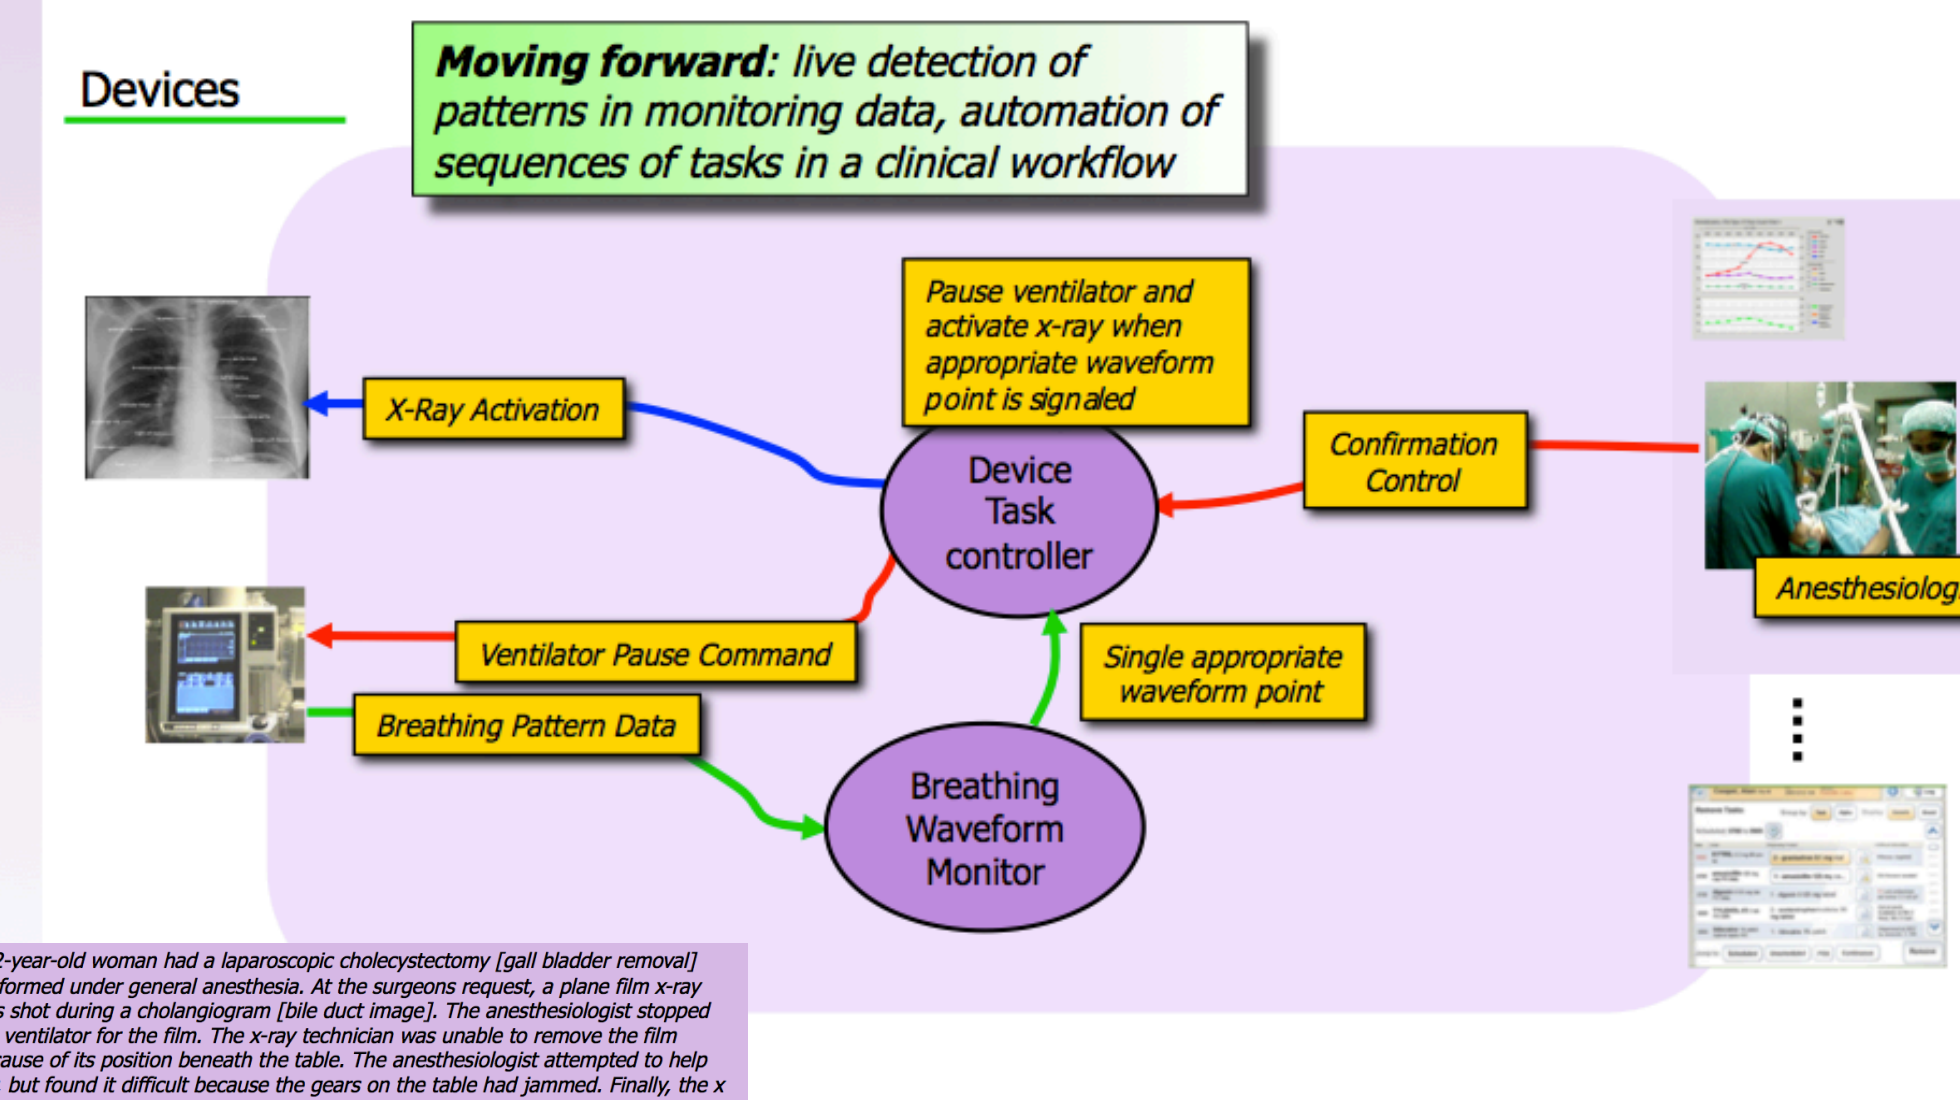 Devices
Moving forward: live detection of
patterns in monitoring data, automation of
sequences of tasks in a clinical workflow
Pause ventilator and
activate x-ray when
appropriate waveform
point is signaled
X-Ray Activation
Device
Task
controller
Confirmation
Control
Anesthesiolog
Ventilator Pause Command
Single appropriate
waveform point
Breathing Pattern Data
Breathing
Waveform
Monitor
2-year-old woman had a laparoscopic cholecystectomy [gall bladder removal]
formed under general anesthesia. At the surgeons request, a plane film x-ray
s shot during a cholangiogram [bile duct image]. The anesthesiologist stopped
ventilator for the film. The x-ray technician was unable to remove the film
ause of its position beneath the table. The anesthesiologist attempted to help
, but found it difficult because the gears on the table had jammed. Finally, the x